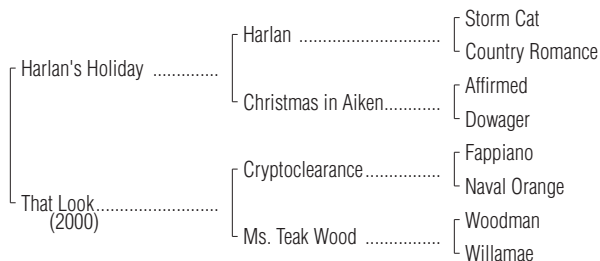 Storm Cat
Harlan ................................
Country Romance
Harlan's Holiday ..............
Affirmed
Christmas in Aiken.............
Dowager
Fappiano
Cryptoclearance .................
Naval Orange
That Look............................
(2000)
Woodman
Ms. Teak Wood .................
Willamae